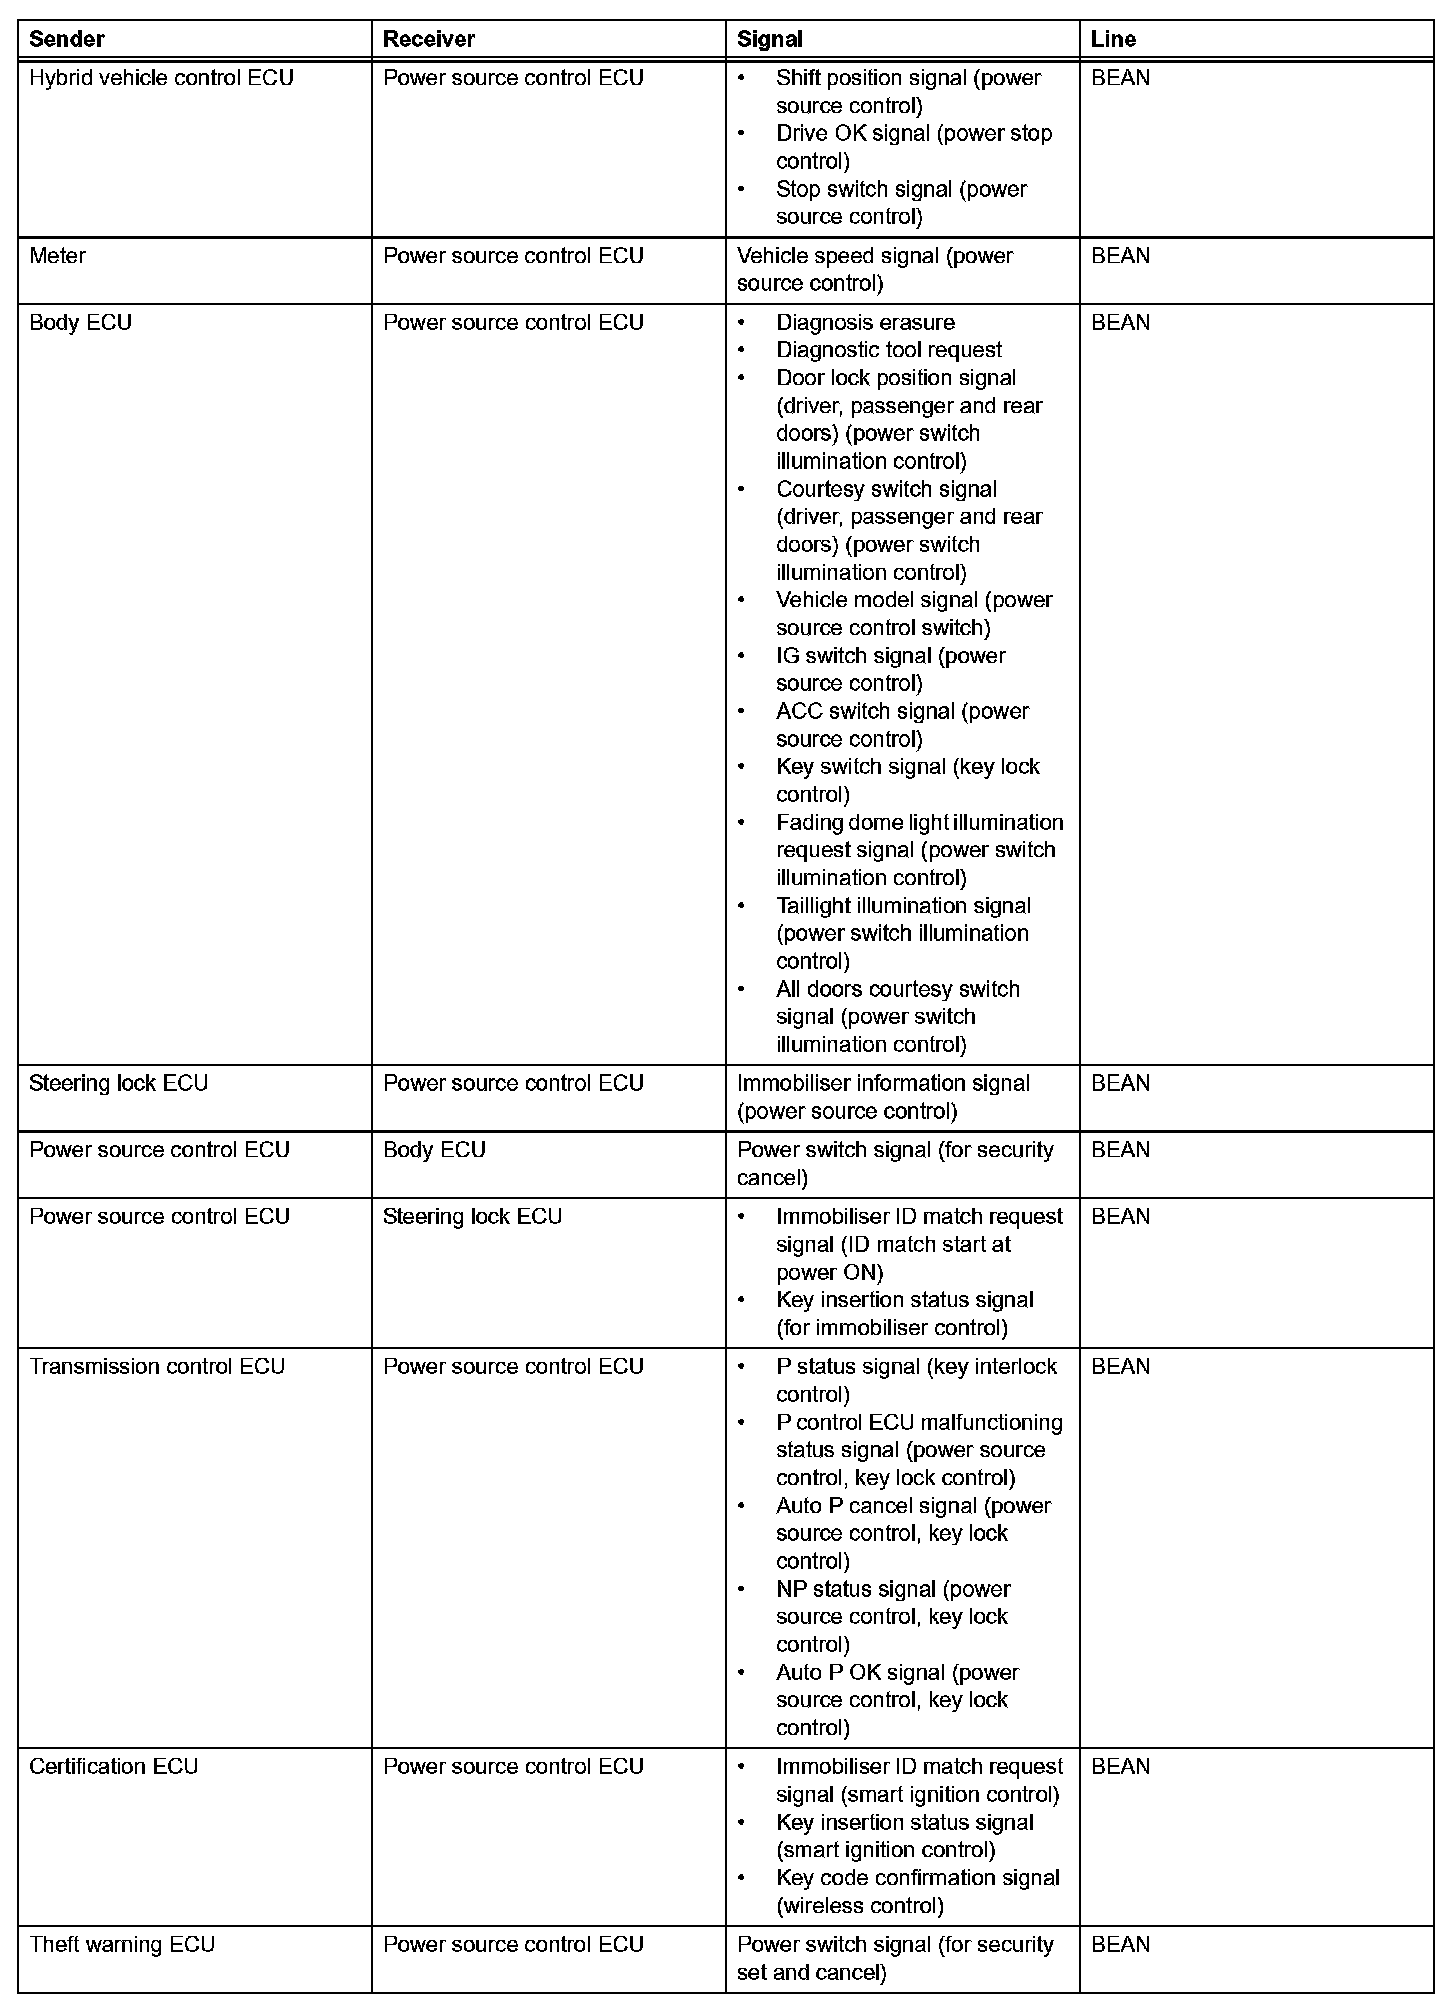 Sender Receiver Signal Line
Hybrid vehicle control ECU Power source control ECU • Shift position signal (power BEAN
source control)
• Drive OK signal (power stop
control)
• Stop switch signal (power
source control)
Meter Power source control ECU Vehicle speed signal (power BEAN
source control)
Body ECU Power source control ECU • Diagnosis erasure BEAN
• Diagnostic tool request
• Door lock position signal
(driver, passenger and rear
doors) (power switch
illumination control)
• Courtesy switch signal
(driver, passenger and rear
doors) (power switch
illumination control)
• Vehicle model signal (power
source control switch)
• IG switch signal (power
source control)
• ACC switch signal (power
source control)
• Key switch signal (key lock
control)
• Fading dome light illumination
request signal (power switch
illumination control)
• Taillight illumination signal
(power switch illumination
control)
• All doors courtesy switch
signal (power switch
illumination control)
Steering lock ECU Power source control ECU Immobiliser information signal BEAN
(power source control)
Power source control ECU Body ECU Power switch signal (for security BEAN
cancel)
Power source control ECU Steering lock ECU • Immobiliser ID match request BEAN
signal (ID match start at
power ON)
• Key insertion status signal
(for immobiliser control)
Transmission control ECU Power source control ECU • P status signal (key interlock BEAN
control)
• P control ECU malfunctioning
status signal (power source
control, key lock control)
• Auto P cancel signal (power
source control, key lock
control)
• NP status signal (power
source control, key lock
control)
• Auto P OK signal (power
source control, key lock
control)
Certification ECU Power source control ECU • Immobiliser ID match request BEAN
signal (smart ignition control)
• Key insertion status signal
(smart ignition control)
• Key code confirmation signal
(wireless control)
Theft warning ECU Power source control ECU Power switch signal (for security BEAN
set and cancel)